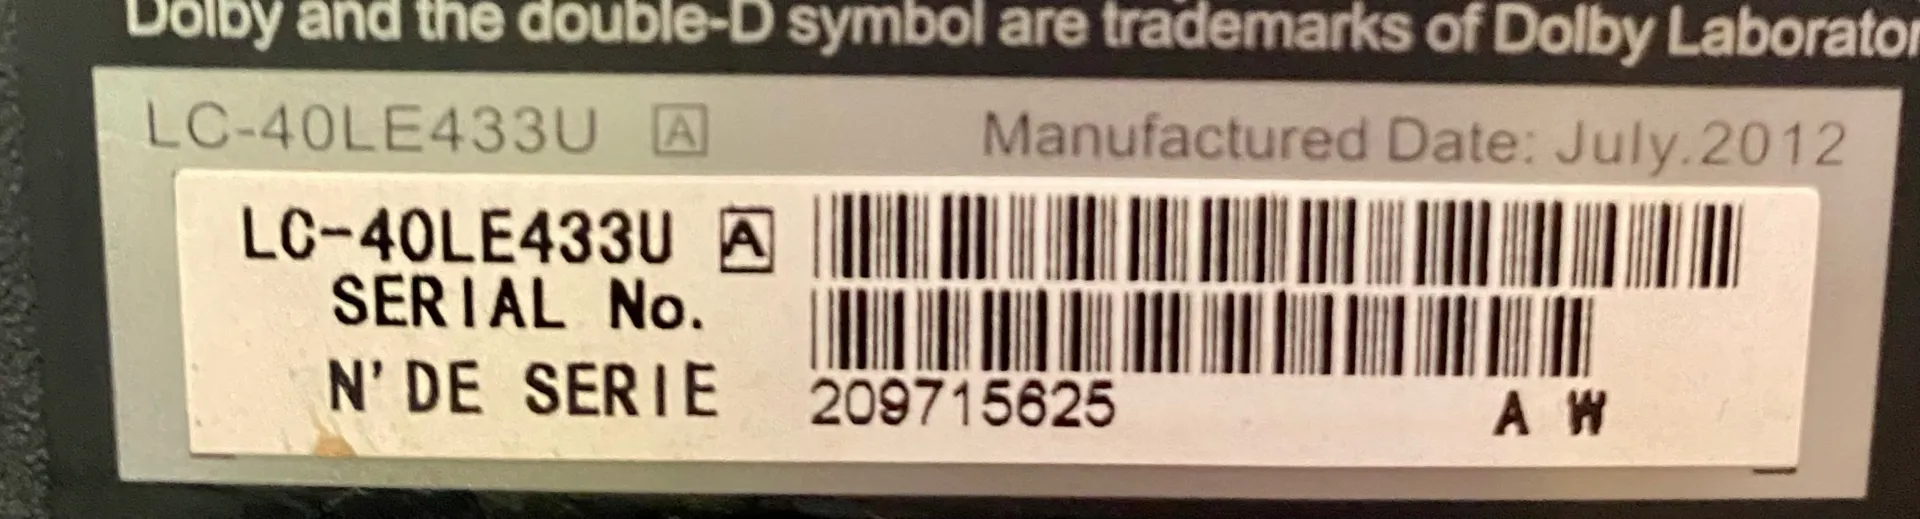 Dolby and the double-D symbol are trademarks of Dolby Laborator
LC-40LE433U A Manufactured Date: July.2012
LC-40LE433U A
SERIAL No.
N' DE SERIE 209715625 A W